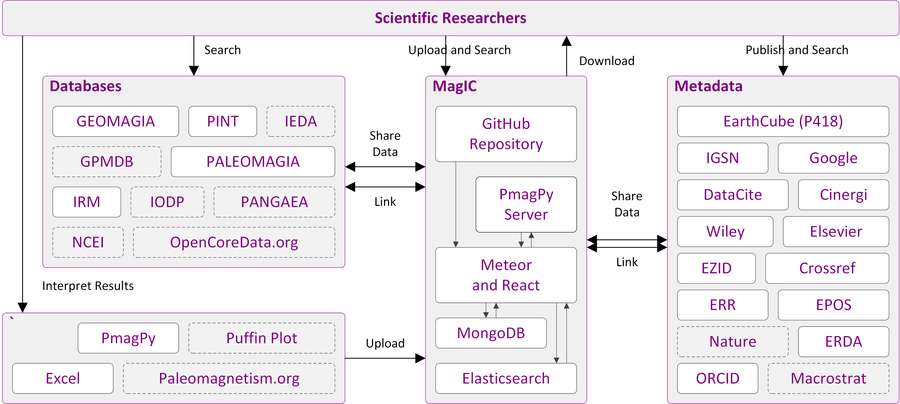 Scientific Researchers
Search
Upload and Search
Download
Publish and Search
Databases
GEOMAGIA
PINT
IEDA
GPMDB
PALEOMAGIA
IRM
IODP
PANGAEA
NCEI
OpenCoreData.org
Share
Data
Link
MagIC
GitHub
Repository
PmagPy
Server
Meteor
and React
MongoDB
Elasticsearch
Share
Data
Link
Metadata
EarthCube (P418)
IGSN
Google
DataCite
Cinergi
Wiley
Elsevier
EZID
Crossref
ERR
EPOS
Nature
ERDA
ORCID
Macrostrat
Interpret Results
`
PmagPy
Puffin Plot
Excel
Paleomagnetism.org
Upload